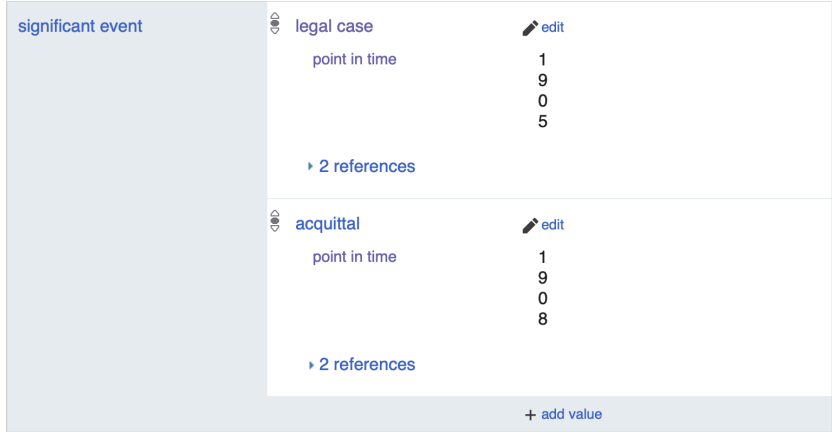 significant event
legal case
edit
point in time
1
9
0
5
2 references
acquittal
edit
point in time
1
9
0
8
2 references
+ add value